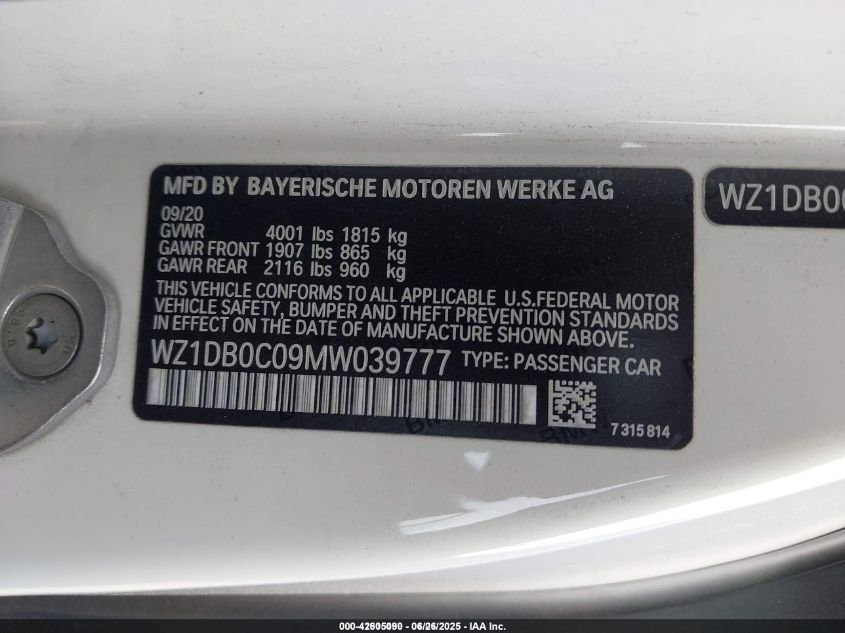 MFD BY BAYERISCHE MOTOREN WERKE AG
09/20
GVWR 4001 lbs 1815 kg
GAWR FRONT 1907 lbs 865 kg
GAWR REAR 2116 lbs 960 kg
THIS VEHICLE CONFORMS TO ALL APPLICABLE U.S.FEDERAL MOTOR
VEHICLE SAFETY, BUMPER AND THEFT PREVENTION STANDARDS
IN EFFECT ON THE DATE OF MANUFACTURE SHOWN ABOVE.
WZ1DB0C09MW039777 TYPE: PASSENGER CAR
7 315 814
WZ1DB0
000-42605090 - 06/26/2025 - IAA Inc.